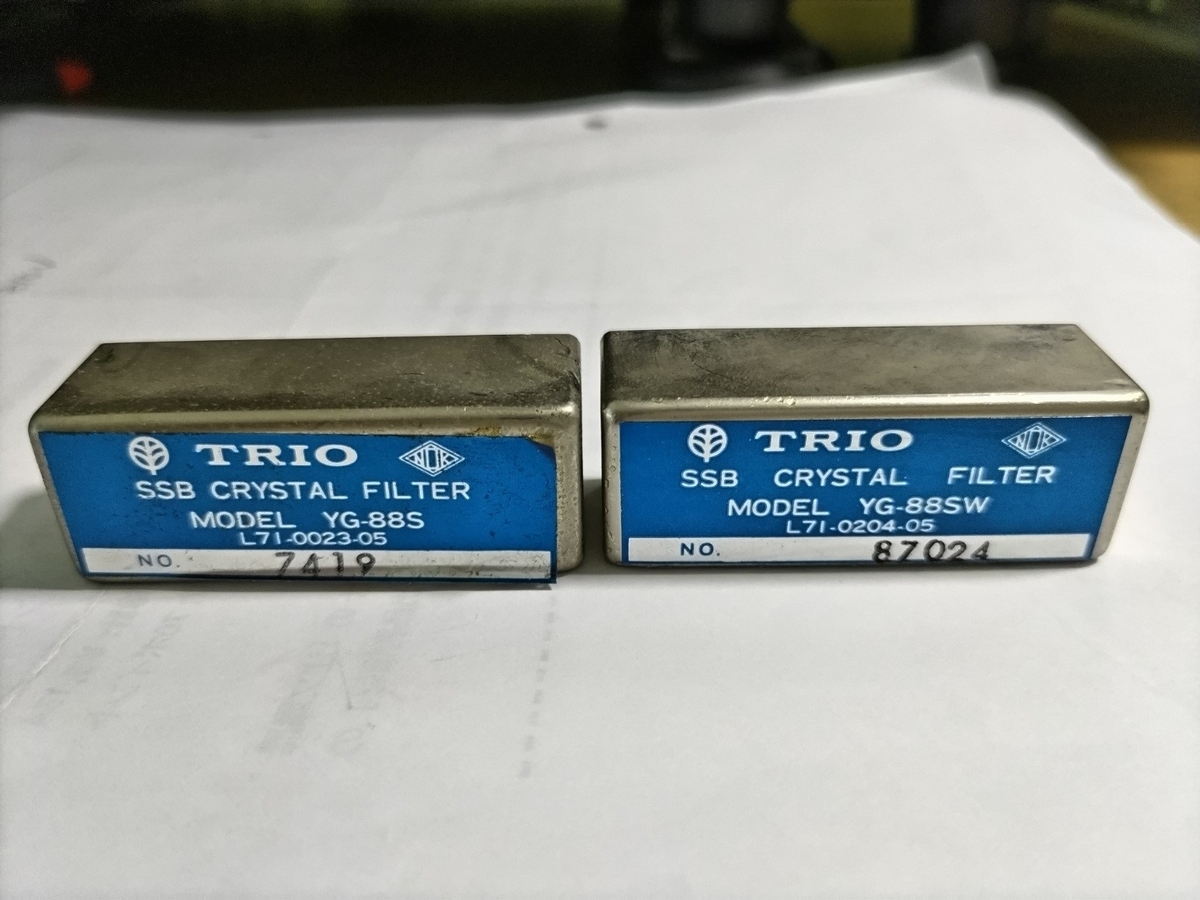 TRIO NDK
SSB CRYSTAL FILTER
MODEL YG-88S
L71-0023-05
NO. 7419
TRIO NDK
SSB CRYSTAL FILTER
MODEL YG-88SW
L71-0204-05
NO. 87024